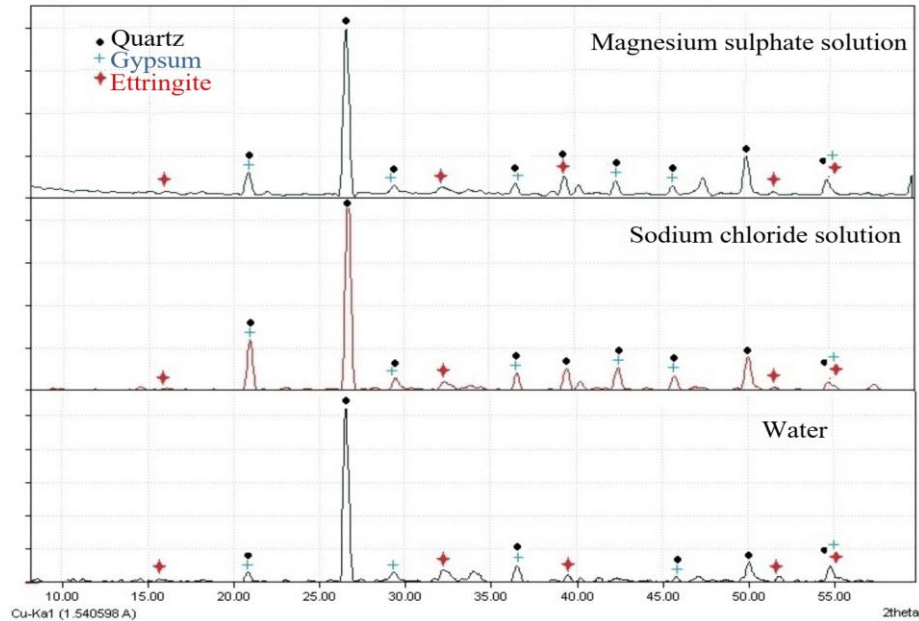 Quartz
Gypsum
Ettringite
Magnesium sulphate solution
Sodium chloride solution
Water
10.00 15.00 20.00 25.00 30.00 35.00 40.00 45.00 50.00 55.00
Cu-Ka1 (1.540598 A) 2theta